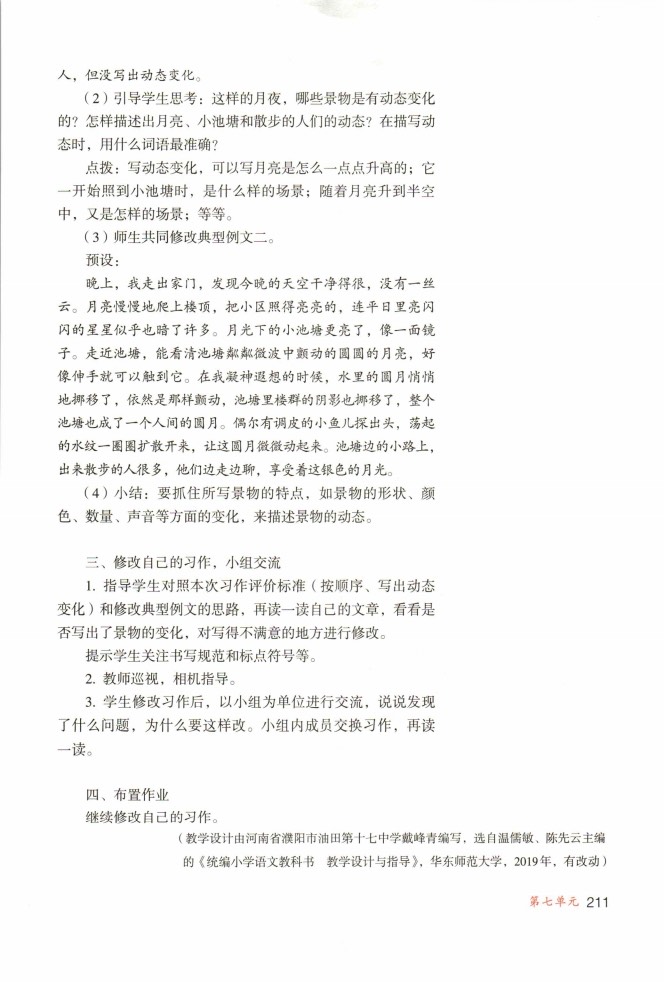 人，但没写出动态变化。
（2）引导学生思考：这样的月夜，哪些景物是有动态变化
的？怎样描述出月亮、小池塘和散步的人们的动态？在描写动
态时，用什么词语最准确？
点拨：写动态变化，可以写月亮是怎么一点点升高的；它
一开始照到小池塘时，是什么样的场景；随着月亮升到半空
中，又是怎样的场景；等等。
（3）师生共同修改典型例文二。
预设：
晚上，我走出家门，发现今晚的天空干净得很，没有一丝
云。月亮慢慢地爬上楼顶，把小区照得亮亮的，连平日里亮闪
闪的星星似乎也暗了许多。月光下的小池塘更亮了，像一面镜
子。走近池塘，能看清池塘粼粼微波中颤动的圆圆的月亮，好
像伸手就可以触到它。在我凝神遐想的时候，水里的圆月悄悄
地挪移了，依然是那样颤动，池塘里楼群的阴影也挪移了，整个
池塘也成了一个人间的圆月。偶尔有调皮的小鱼儿探出头，荡起
的水纹一圈圈扩散开来，让这圆月微微动起来。池塘边的小路上，
出来散步的人很多，他们边走边聊，享受着这银色的月光。
（4）小结：要抓住所写景物的特点，如景物的形状、颜
色、数量、声音等方面的变化，来描述景物的动态。
三、修改自己的习作，小组交流
1. 指导学生对照本次习作评价标准（按顺序、写出动态
变化）和修改典型例文的思路，再读一读自己的文章，看看是
否写出了景物的变化，对写得不满意的地方进行修改。
提示学生关注书写规范和标点符号等。
2. 教师巡视，相机指导。
3. 学生修改习作后，以小组为单位进行交流，说说发现
了什么问题，为什么要这样改。小组内成员交换习作，再读
一读。
四、布置作业
继续修改自己的习作。
（教学设计由河南省濮阳市油田第十七中学戴峰青编写，选自温儒敏、陈先云主编
的《统编小学语文教科书　教学设计与指导》，华东师范大学，2019年，有改动）
第七单元 211